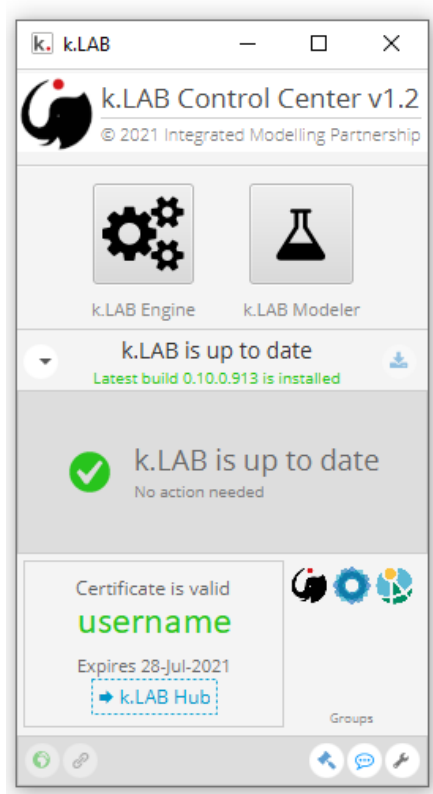 k. k.LAB
k.LAB Control Center v1.2
© 2021 Integrated Modelling Partnership
k.LAB Engine k.LAB Modeler
k.LAB is up to date
Latest build 0.10.0.913 is installed
k.LAB is up to date
No action needed
Certificate is valid
username
Expires 28-Jul-2021
k.LAB Hub
Groups